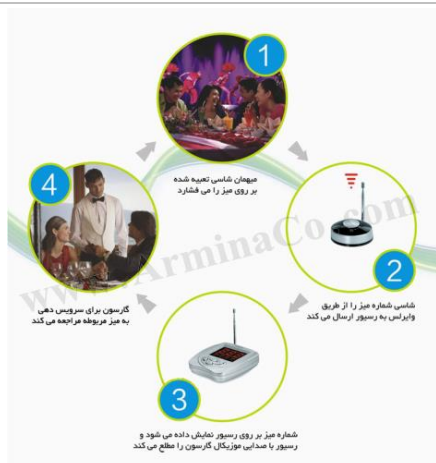 1
میهمان شاسی تعبیه شده
بر روی میز را می فشارد
2
شاسی شماره میز را از طریق
وایرلس به رسیور ارسال می کند
3
شماره میز بر روی رسیور نمایش داده می شود و
رسیور با صدایی موزیکال گارسون را مطلع می کند
4
گارسون برای سرویس دهی
به میز مربوطه مراجعه می کند
www.ArminaCo.com